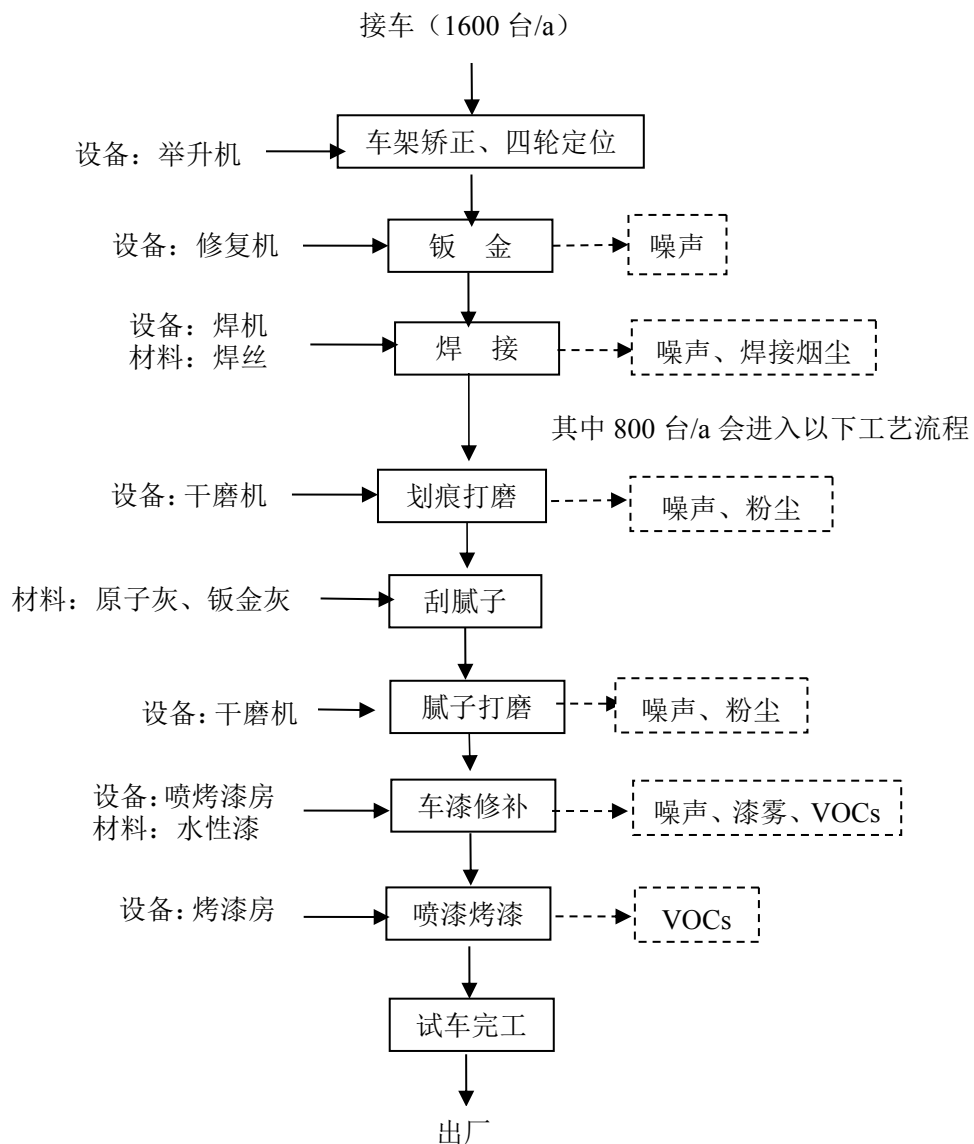 接车（1600 台/a）
车架矫正、四轮定位
设备：举升机
设备：修复机
钣 金
噪声
设备：焊机
材料：焊丝
焊 接
噪声、焊接烟尘
其中 800 台/a 会进入以下工艺流程
设备：干磨机
划痕打磨
噪声、粉尘
材料：原子灰、钣金灰
刮腻子
设备：干磨机
腻子打磨
噪声、粉尘
设备：喷烤漆房
材料：水性漆
车漆修补
噪声、漆雾、VOCs
设备：烤漆房
喷漆烤漆
VOCs
试车完工
出厂